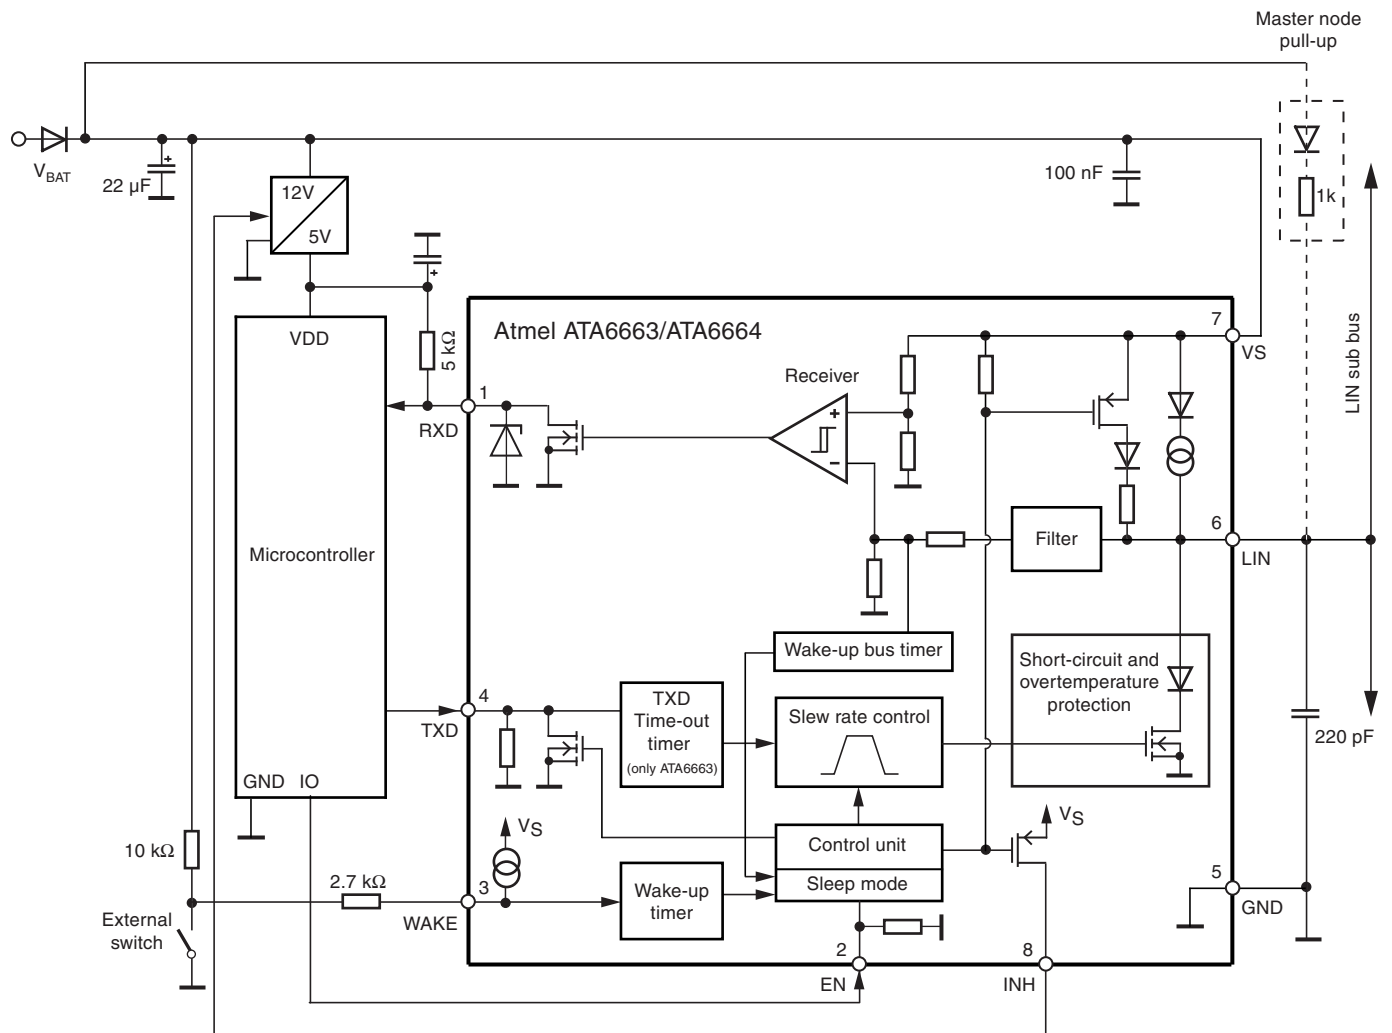 Master node
pull-up
VBAT
22 µF
12V
5V
100 nF
1k
LIN sub bus
VDD
5 kΩ
Atmel ATA6663/ATA6664
7
VS
Receiver
1
RXD
+
-
Microcontroller
Filter
6
LIN
Wake-up bus timer
Short-circuit and
overtemperature
protection
4
TXD
TXD
Time-out
timer
(only ATA6663)
Slew rate control
220 pF
GND
IO
VS
VS
10 kΩ
Control unit
Sleep mode
2.7 kΩ
3
WAKE
Wake-up
timer
5
GND
External
switch
2
EN
8
INH